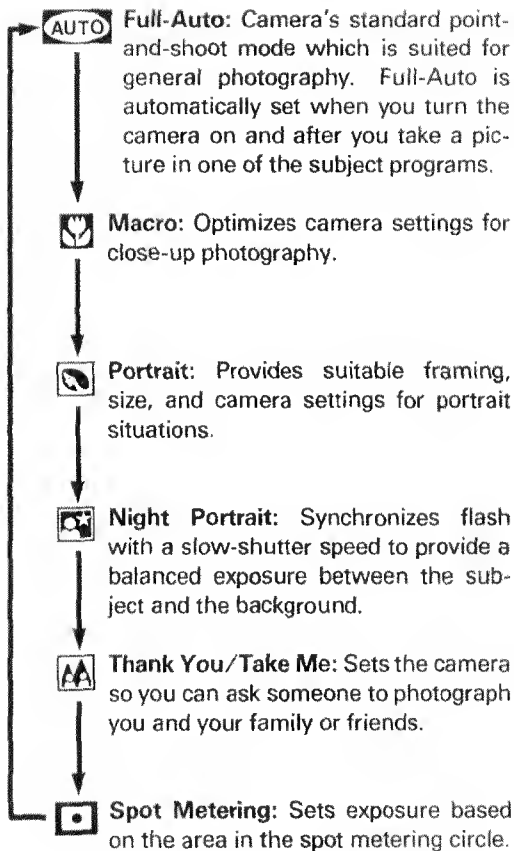 AUTO Full-Auto: Camera's standard point-
and-shoot mode which is suited for
general photography. Full-Auto is
automatically set when you turn the
camera on and after you take a pic-
ture in one of the subject programs.
Macro: Optimizes camera settings for
close-up photography.
Portrait: Provides suitable framing,
size, and camera settings for portrait
situations.
Night Portrait: Synchronizes flash
with a slow-shutter speed to provide a
balanced exposure between the sub-
ject and the background.
Thank You/Take Me: Sets the camera
so you can ask someone to photograph
you and your family or friends.
Spot Metering: Sets exposure based
on the area in the spot metering circle.